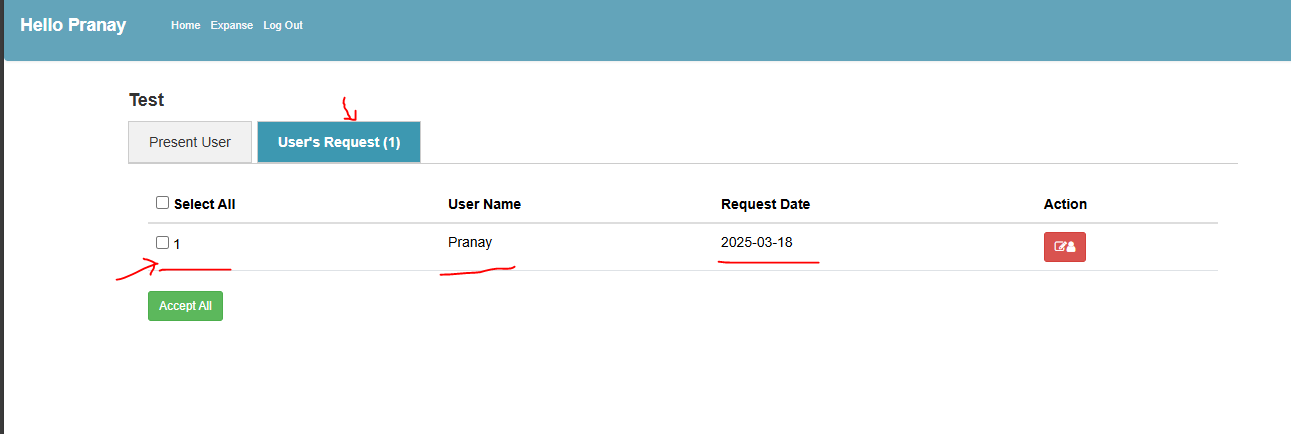 Hello Pranay Home Expanse Log Out
Test
Present User User's Request (1)
Select All User Name Request Date Action
1 Pranay 2025-03-18
Accept All